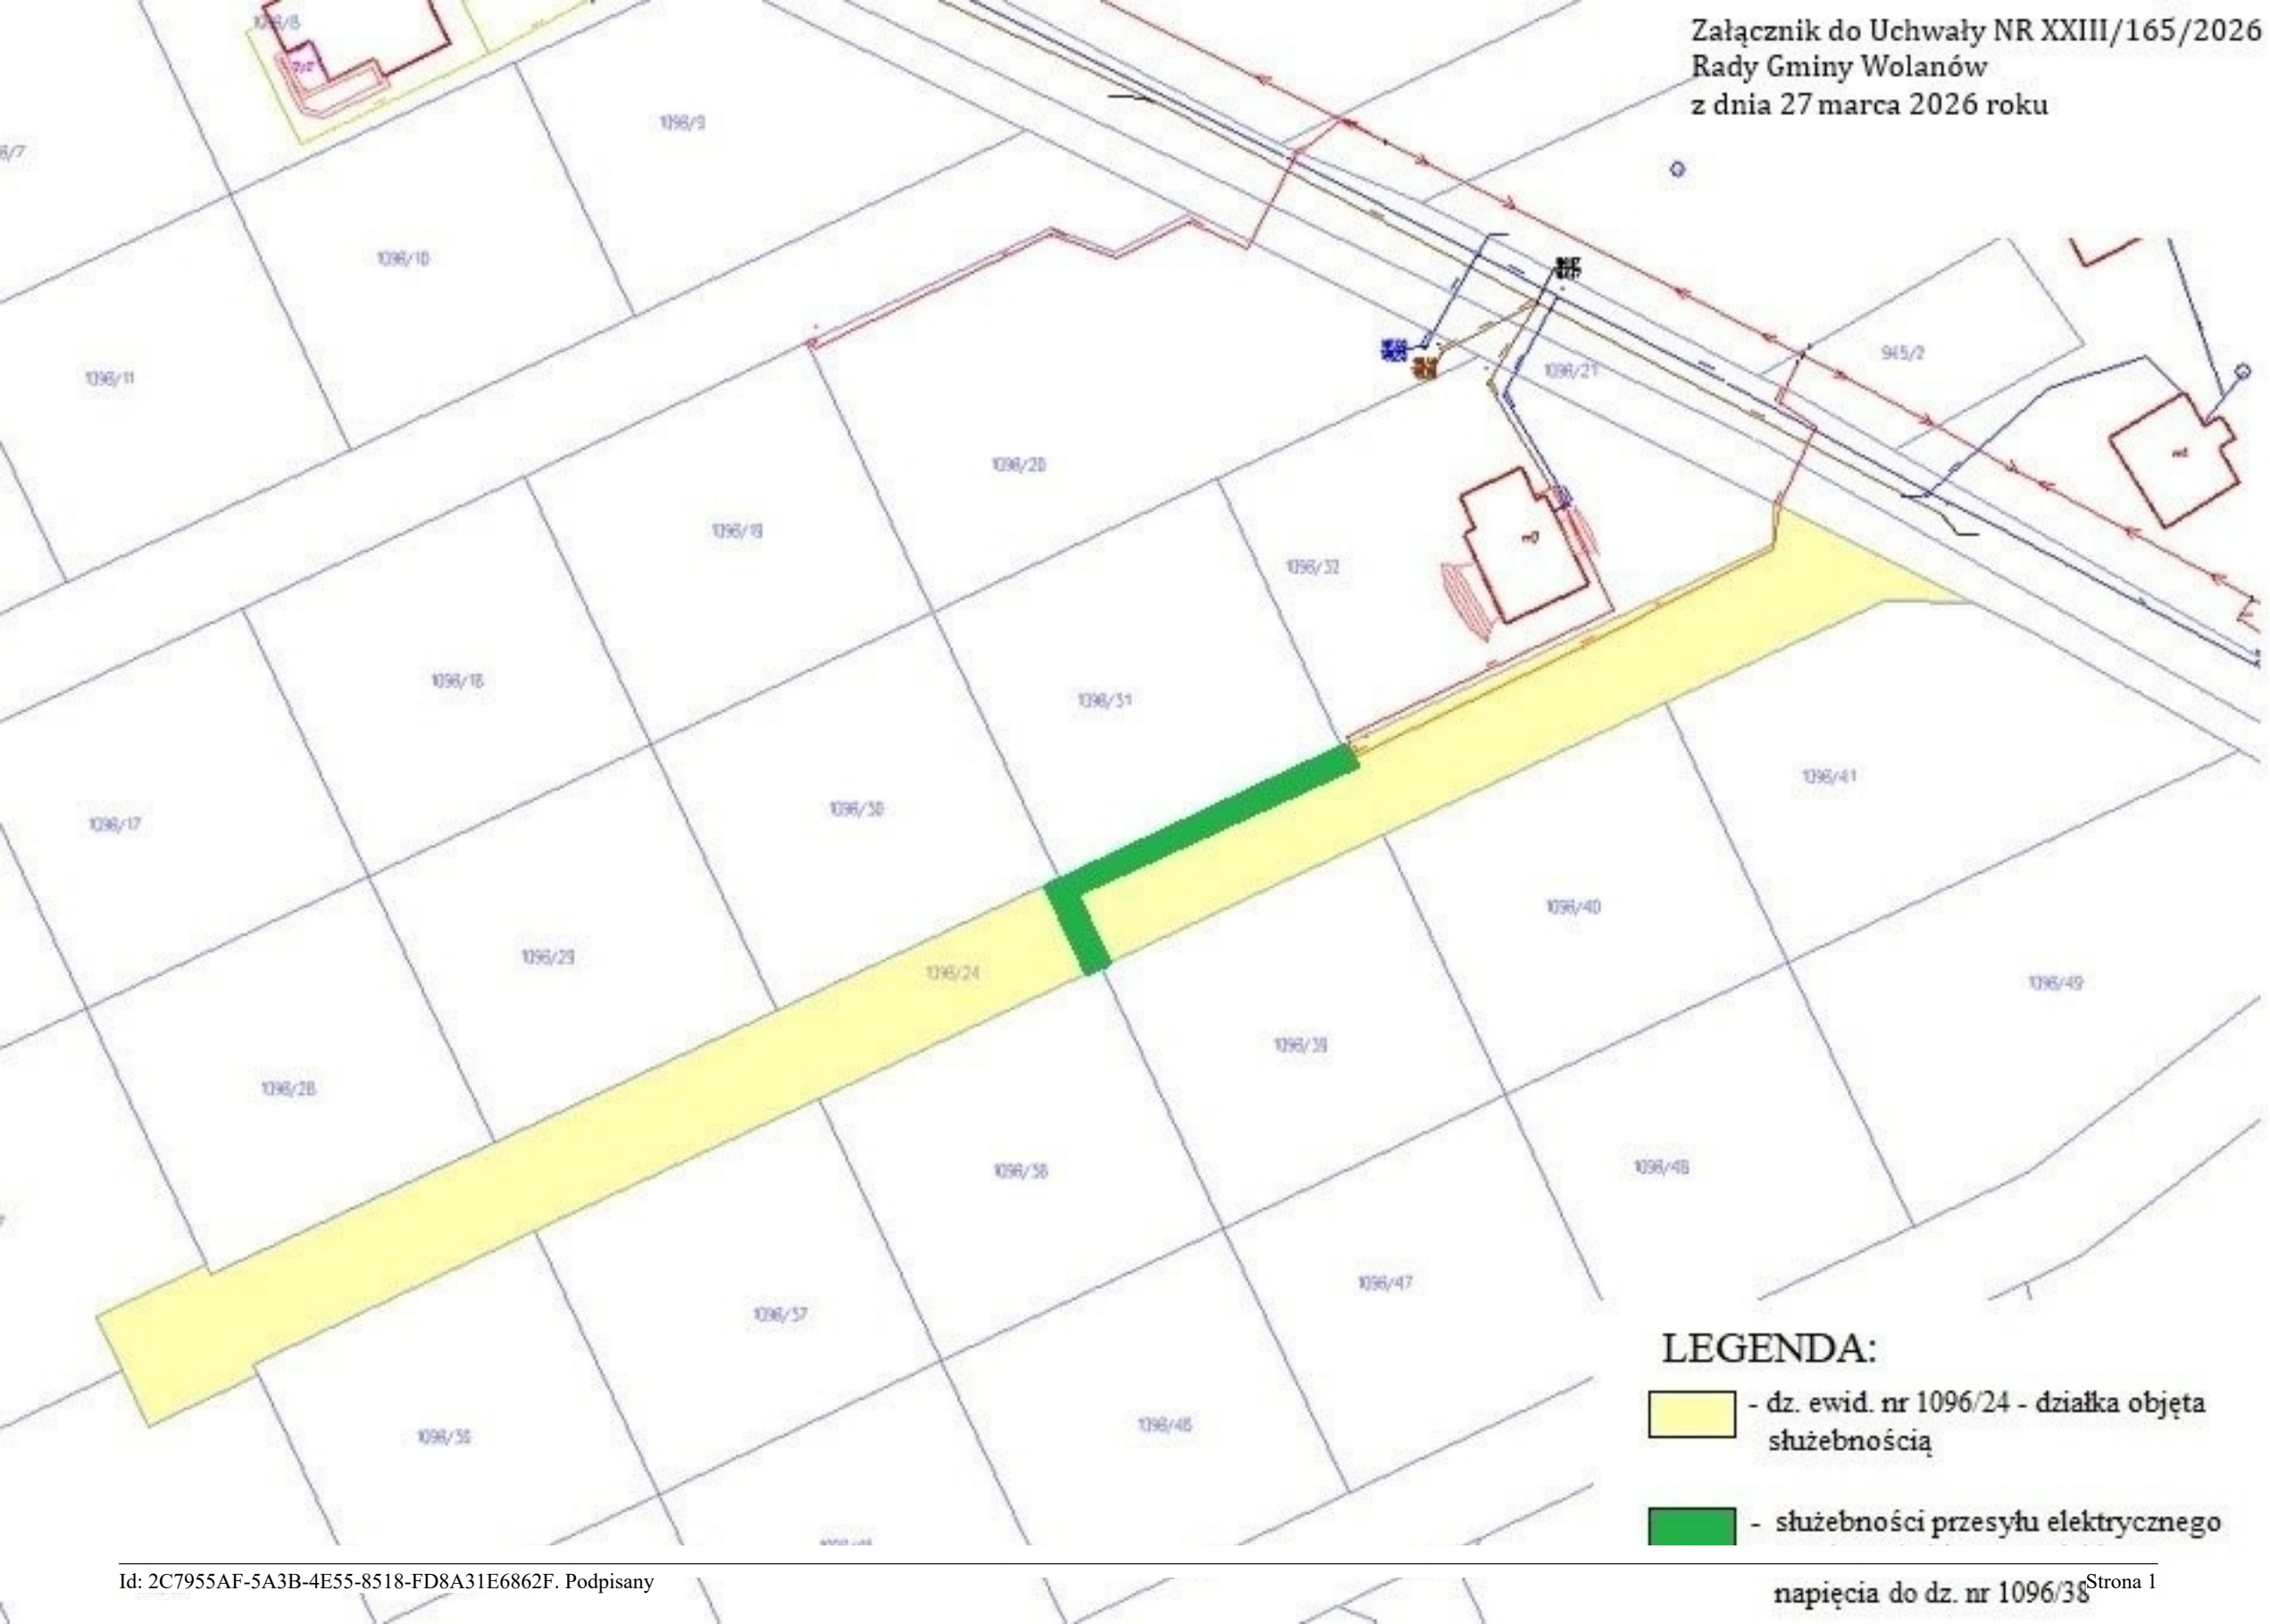 Załącznik do Uchwały NR XXIII/165/2026
Rady Gminy Wolanów
z dnia 27 marca 2026 roku
1096/9
1096/10
1096/11
945/2
1096/21
1096/20
1096/19
1096/32
1096/18
1096/31
1096/41
1096/30
1096/17
1096/40
1096/29
1096/24
1096/49
1096/39
1096/28
1096/38
1096/48
1096/47
1096/37
1096/46
1096/36
LEGENDA:
- dz. ewid. nr 1096/24 - działka objęta
służebnością
- służebności przesyłu elektrycznego
napięcia do dz. nr 1096/38
Id: 2C7955AF-5A3B-4E55-8518-FD8A31E6862F. Podpisany
Strona 1